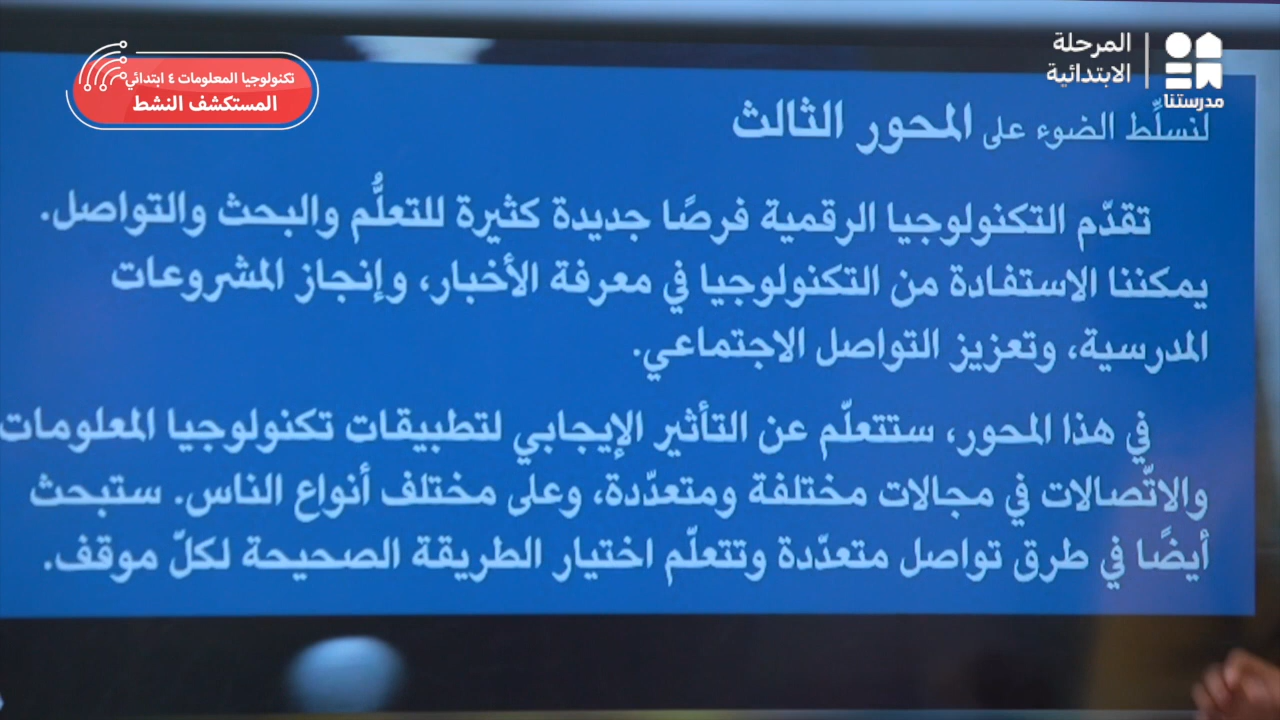 المرحلة
الابتدائية
مدرستنا
تكنولوجيا المعلومات ٤ ابتدائي
المستكشف النشط
لنسلِّط الضوء على المحور الثالث
تقدّم التكنولوجيا الرقمية فرصًا جديدة كثيرة للتعلُّم والبحث والتواصل.
يمكننا الاستفادة من التكنولوجيا في معرفة الأخبار، وإنجاز المشروعات
المدرسية، وتعزيز التواصل الاجتماعي.
في هذا المحور، ستتعلّم عن التأثير الإيجابي لتطبيقات تكنولوجيا المعلومات
والاتّصالات في مجالات مختلفة ومتعدّدة، وعلى مختلف أنواع الناس. ستبحث
أيضًا في طرق تواصل متعدّدة وتتعلّم اختيار الطريقة الصحيحة لكلّ موقف.